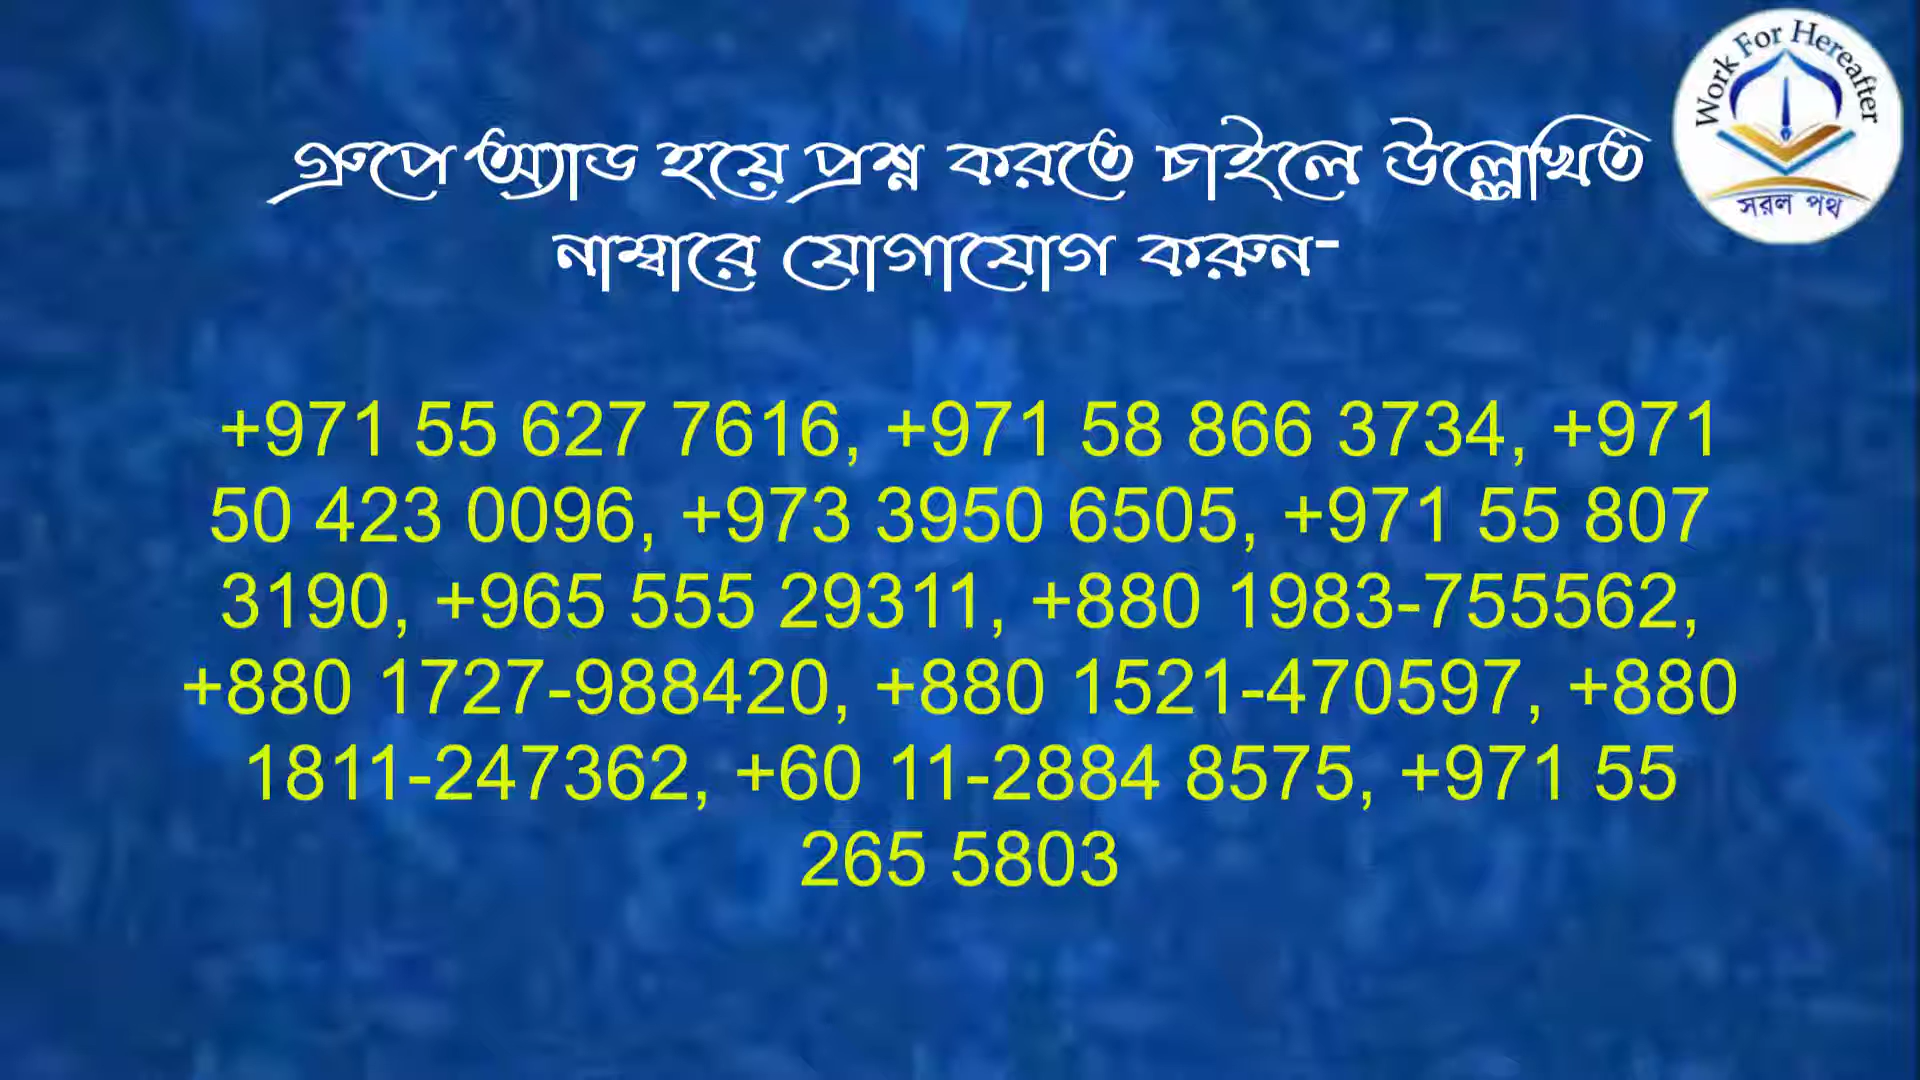 Work For Hereafter
সরল পথ
গ্রুপে অ্যাড হয়ে প্রশ্ন করতে চাইলে উল্লেখিত
নাম্বারে যোগাযোগ করুন-
+971 55 627 7616, +971 58 866 3734, +971
50 423 0096, +973 3950 6505, +971 55 807
3190, +965 555 29311, +880 1983-755562,
+880 1727-988420, +880 1521-470597, +880
1811-247362, +60 11-2884 8575, +971 55
265 5803